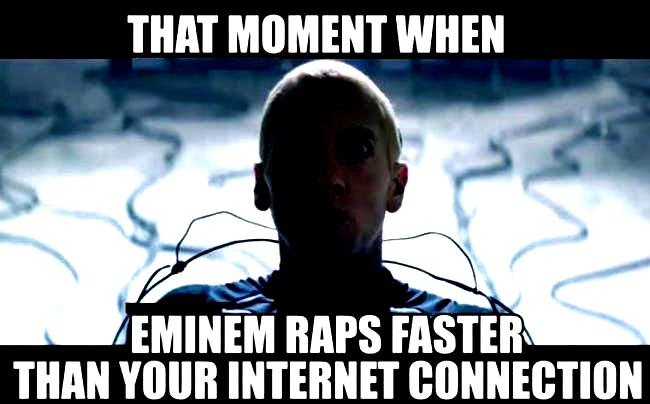 THAT MOMENT WHEN
EMINEM RAPS FASTER
THAN YOUR INTERNET CONNECTION